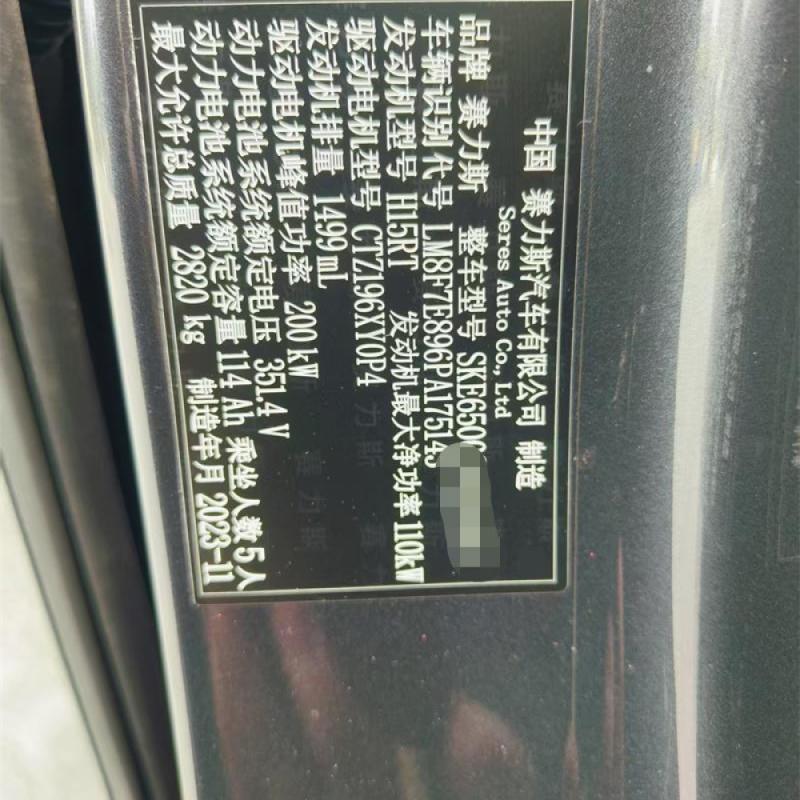 中国 赛力斯汽车有限公司 制造
Seres Auto Co., Ltd
品牌 赛力斯 整车型号 SKE650
车辆识别代号 LM8F7E896PA17514
发动机型号 H15RT 发动机最大净功率 110kW
驱动电机型号 CTZ196XY0P4
发动机排量 1499 mL
驱动电机峰值功率 200 kW
动力电池系统额定电压 351.4 V
动力电池系统额定容量 114 Ah 乘坐人数 5人
最大允许总质量 2820 kg 制造年月 2023-11